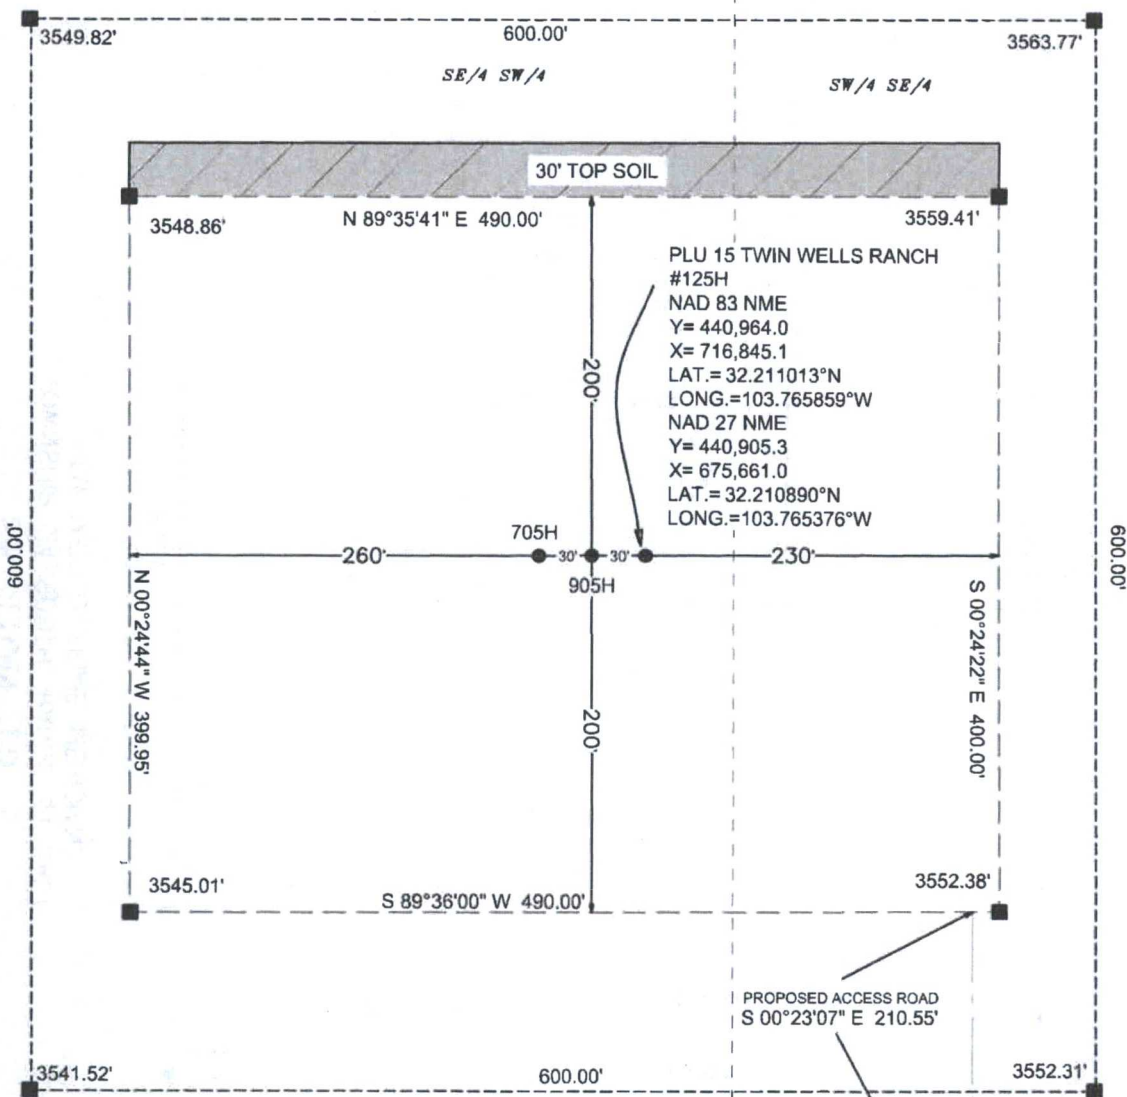 600.00'
3549.82'
3563.77'
SE/4 SW/4
SW/4 SE/4
30' TOP SOIL
N 89°35'41" E 490.00'
3548.86'
3559.41'
PLU 15 TWIN WELLS RANCH
#125H
NAD 83 NME
Y= 440,964.0
X= 716,845.1
LAT.= 32.211013°N
LONG.=103.765859°W
NAD 27 NME
Y= 440,905.3
X= 675,661.0
LAT.= 32.210890°N
LONG.=103.765376°W
200'
705H
260'
30'
30'
230'
905H
600.00'
600.00'
N 00°24'44" W 399.95'
S 00°24'22" E 400.00'
200'
3545.01'
3552.38'
S 89°36'00" W 490.00'
PROPOSED ACCESS ROAD
S 00°23'07" E 210.55'
3541.52'
600.00'
3552.31'